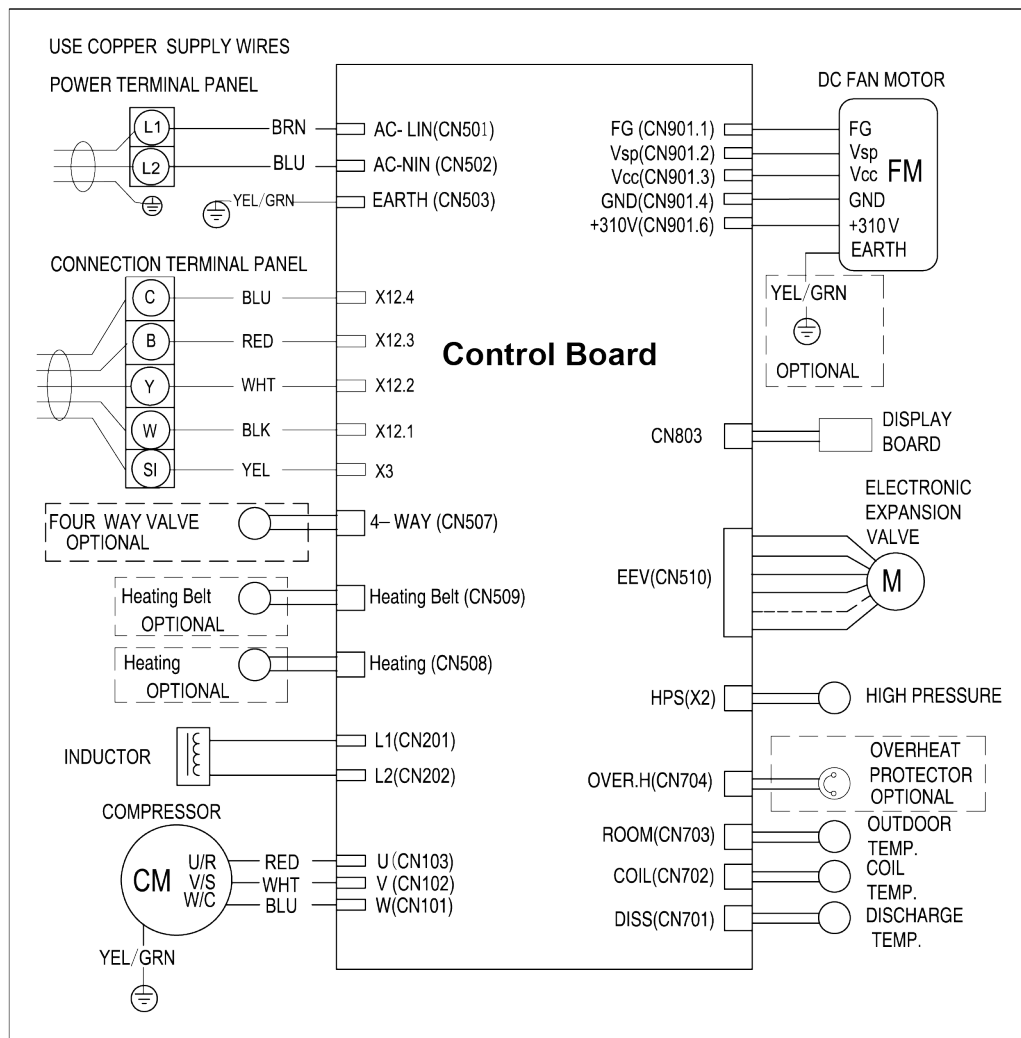 USE COPPER SUPPLY WIRES
POWER TERMINAL PANEL
L1
BRN
AC- LIN(CN501)
L2
BLU
AC-NIN (CN502)
YEL/GRN
EARTH (CN503)
CONNECTION TERMINAL PANEL
C
BLU
X12.4
B
RED
X12.3
Y
WHT
X12.2
W
BLK
X12.1
SI
YEL
X3
FOUR WAY VALVE
OPTIONAL
4-WAY (CN507)
Heating Belt
OPTIONAL
Heating Belt (CN509)
Heating
OPTIONAL
Heating (CN508)
INDUCTOR
L1(CN201)
L2(CN202)
COMPRESSOR
CM
U/R
V/S
W/C
RED
WHT
BLU
U(CN103)
V (CN102)
W(CN101)
YEL/GRN
Control Board
DC FAN MOTOR
FG (CN901.1)
Vsp(CN901.2)
Vcc(CN901.3)
GND(CN901.4)
+310V(CN901.6)
FG
Vsp
Vcc
FM
GND
+310 V
EARTH
YEL/GRN
OPTIONAL
CN803
DISPLAY
BOARD
ELECTRONIC
EXPANSION
VALVE
EEV(CN510)
M
HPS(X2)
HIGH PRESSURE
OVER.H(CN704)
OVERHEAT
PROTECTOR
OPTIONAL
ROOM(CN703)
OUTDOOR
TEMP.
COIL(CN702)
COIL
TEMP.
DISS(CN701)
DISCHARGE
TEMP.